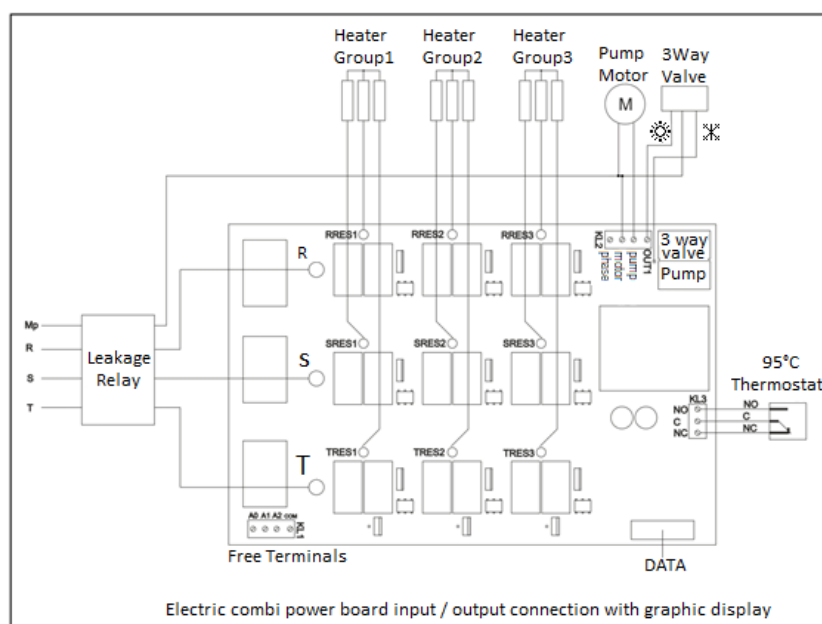 Heater Group1
Heater Group2
Heater Group3
Pump Motor
3Way Valve
M
RRES1
RRES2
RRES3
KL2
phase
motor
pump
OUT1
3 way valve
Pump
R
Mp
R
S
T
Leakage Relay
S
SRES1
SRES2
SRES3
95°C Thermostat
KL3
NO
C
NC
NO
C
NC
T
TRES1
TRES2
TRES3
A0 A1 A2 COM
KL1
Free Terminals
DATA
Electric combi power board input / output connection with graphic display